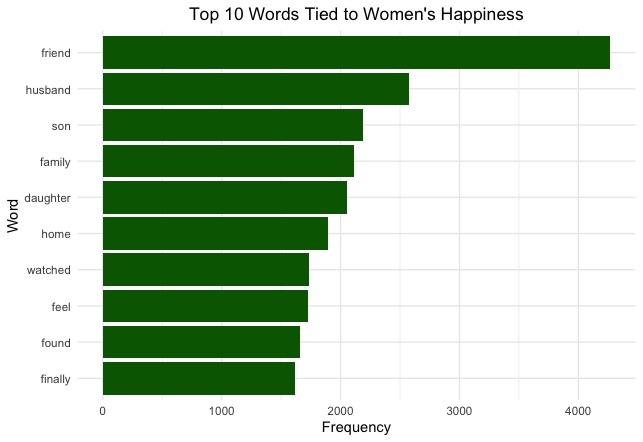 Top 10 Words Tied to Women's Happiness
Word
friend
husband
son
family
daughter
home
watched
feel
found
finally
0 1000 2000 3000 4000
Frequency